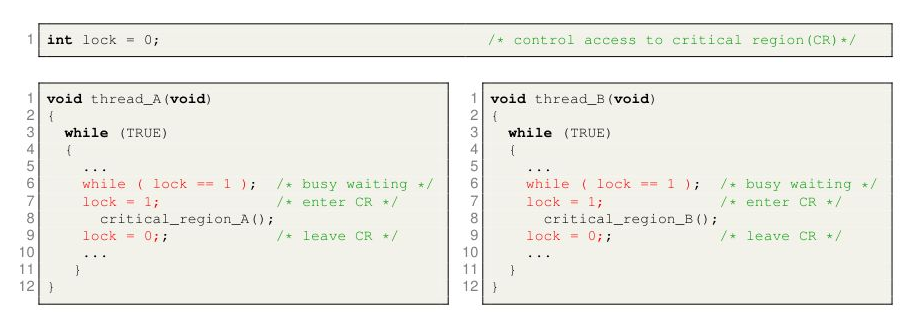 1 int lock = 0; /* control access to critical region(CR)*/
1 void thread_A(void)
2 {
3 while (TRUE)
4 {
5 ...
6 while ( lock == 1 ); /* busy waiting */
7 lock = 1; /* enter CR */
8 critical_region_A();
9 lock = 0;; /* leave CR */
10 ...
11 }
12 }
1 void thread_B(void)
2 {
3 while (TRUE)
4 {
5 ...
6 while ( lock == 1 ); /* busy waiting */
7 lock = 1; /* enter CR */
8 critical_region_B();
9 lock = 0;; /* leave CR */
10 ...
11 }
12 }